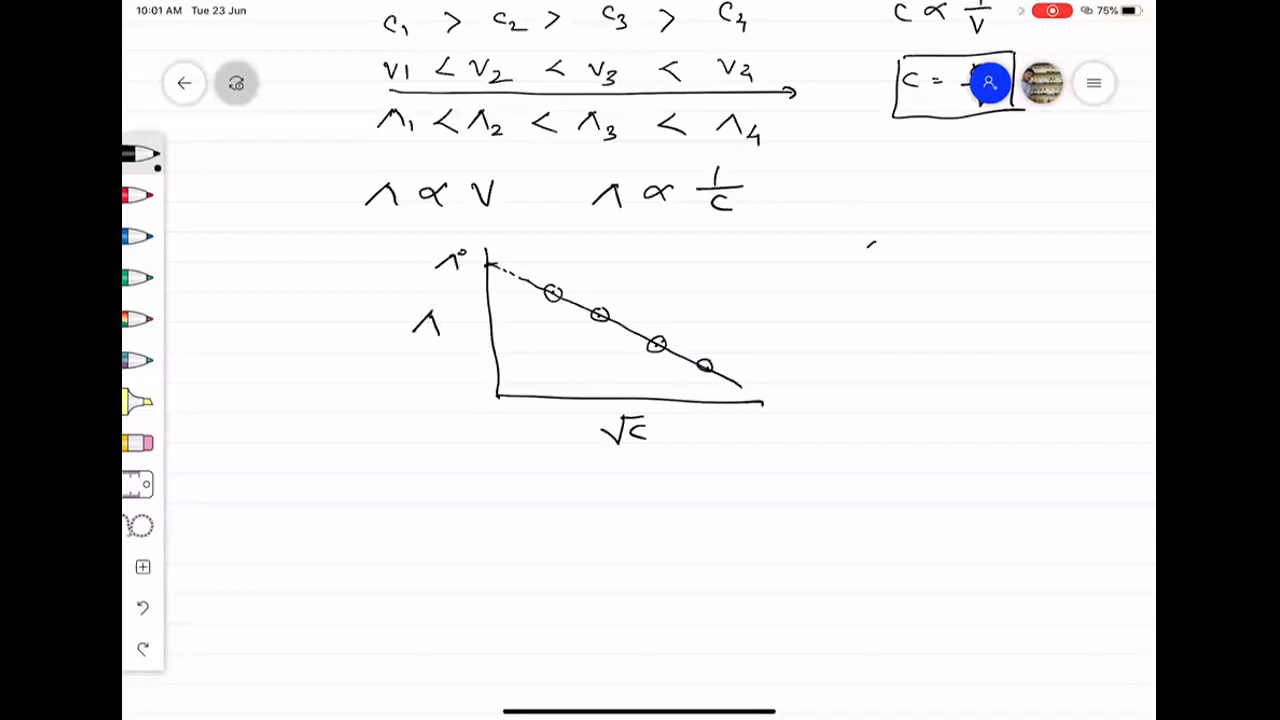 10:01 AM Tue 23 Jun
75%
C₁ > C₂ > C₃ > C₄
C ∝ 1/V
V1 < V₂ < V₃ < V₄
C =
Λ₁ < Λ₂ < Λ₃ < Λ₄
Λ ∝ V Λ ∝ 1/C
Λ°
Λ
√C